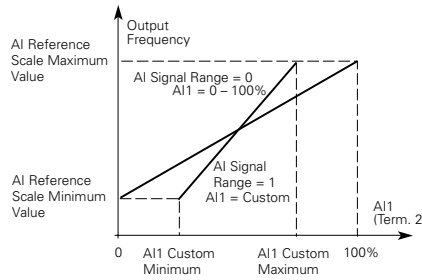 Output
Frequency
AI Reference
Scale Maximum
Value
AI Signal Range = 0
AI1 = 0 – 100%
AI Signal
Range = 1
AI1 = Custom
AI Reference
Scale Minimum
Value
AI1
(Term. 2
0
AI1 Custom
Minimum
AI1 Custom
Maximum
100%